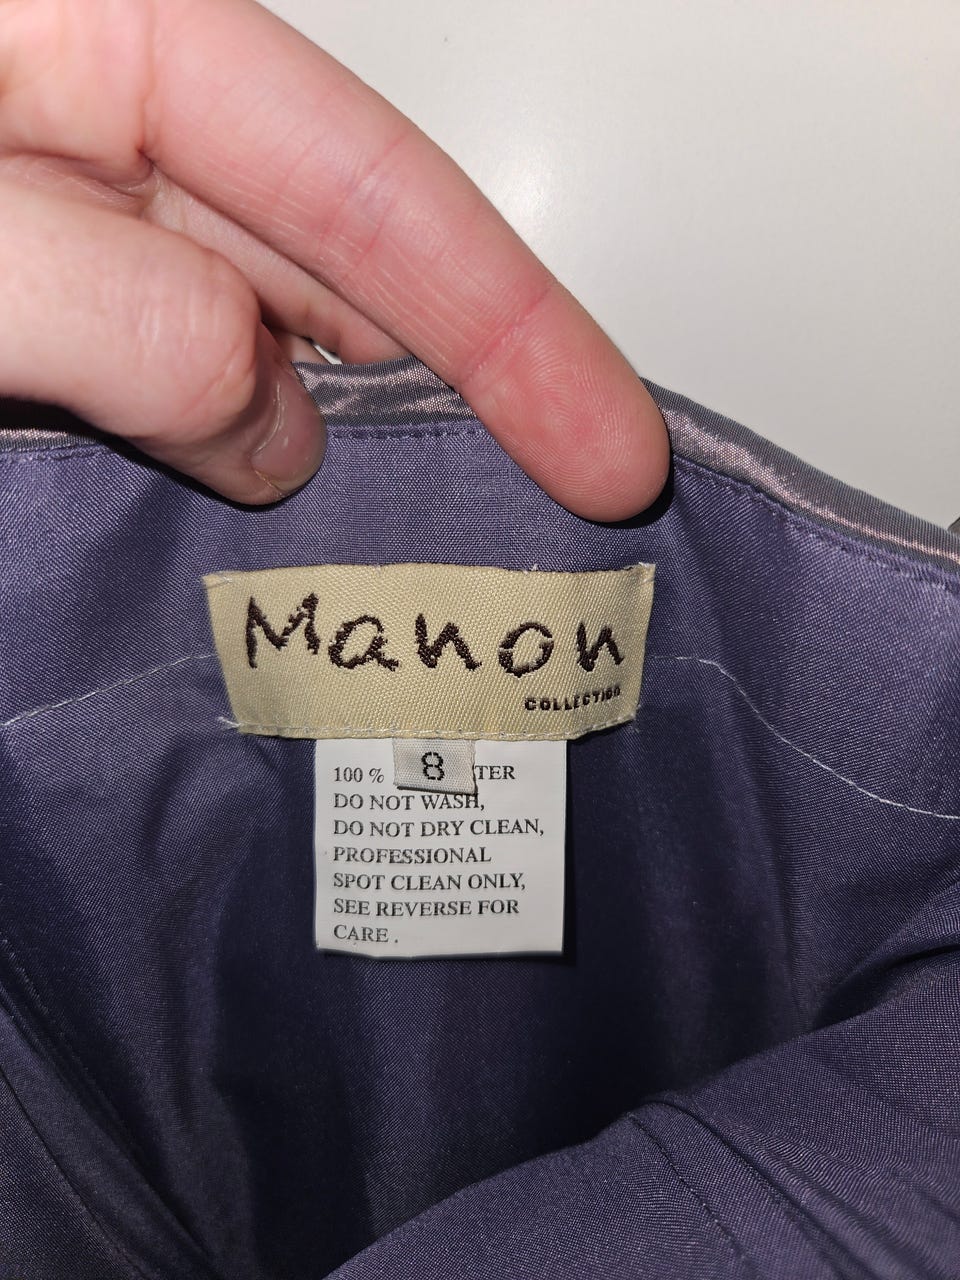 Manon
COLLECTION
8
100 % TER
DO NOT WASH,
DO NOT DRY CLEAN,
PROFESSIONAL
SPOT CLEAN ONLY,
SEE REVERSE FOR
CARE .